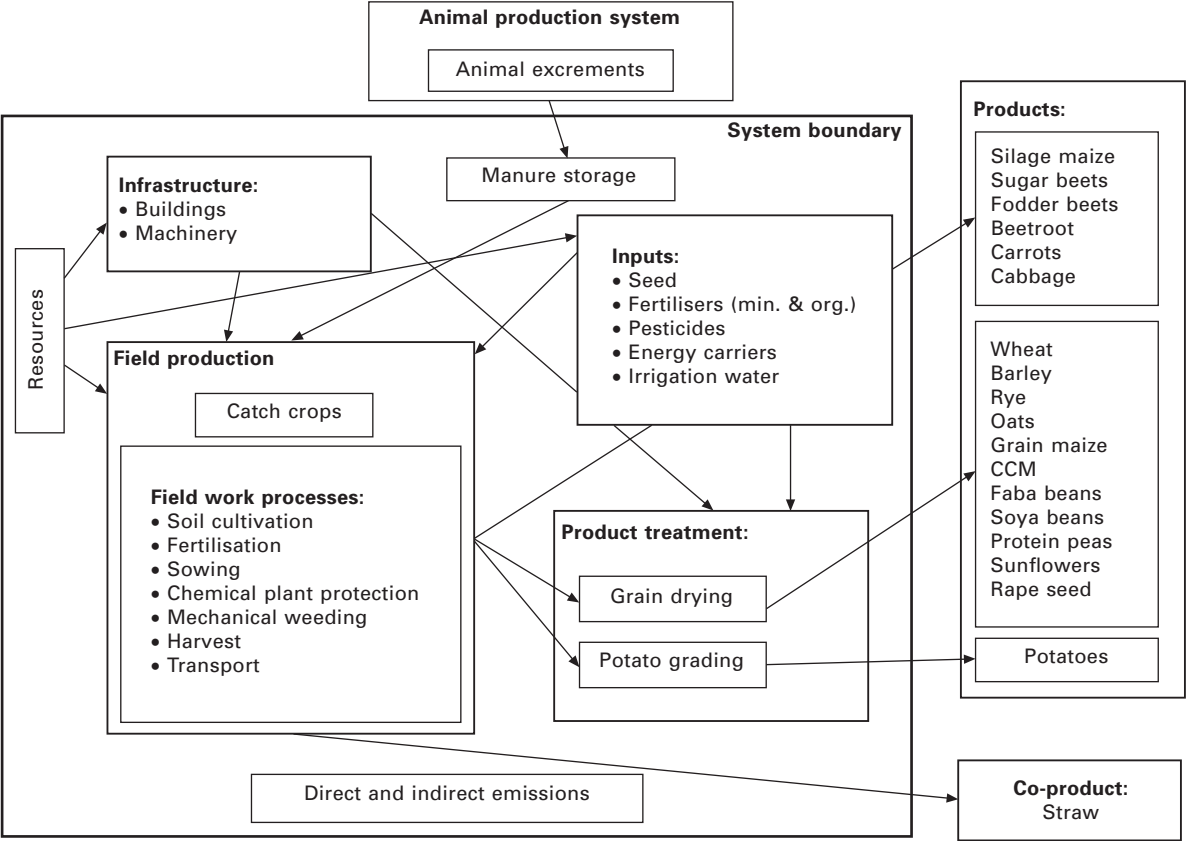 Animal production system
Animal excrements
System boundary
Manure storage
Infrastructure:
• Buildings
• Machinery
Resources
Inputs:
• Seed
• Fertilisers (min. & org.)
• Pesticides
• Energy carriers
• Irrigation water
Field production
Catch crops
Field work processes:
• Soil cultivation
• Fertilisation
• Sowing
• Chemical plant protection
• Mechanical weeding
• Harvest
• Transport
Product treatment:
Grain drying
Potato grading
Direct and indirect emissions
Products:
Silage maize
Sugar beets
Fodder beets
Beetroot
Carrots
Cabbage
Wheat
Barley
Rye
Oats
Grain maize
CCM
Faba beans
Soya beans
Protein peas
Sunflowers
Rape seed
Potatoes
Co-product:
Straw